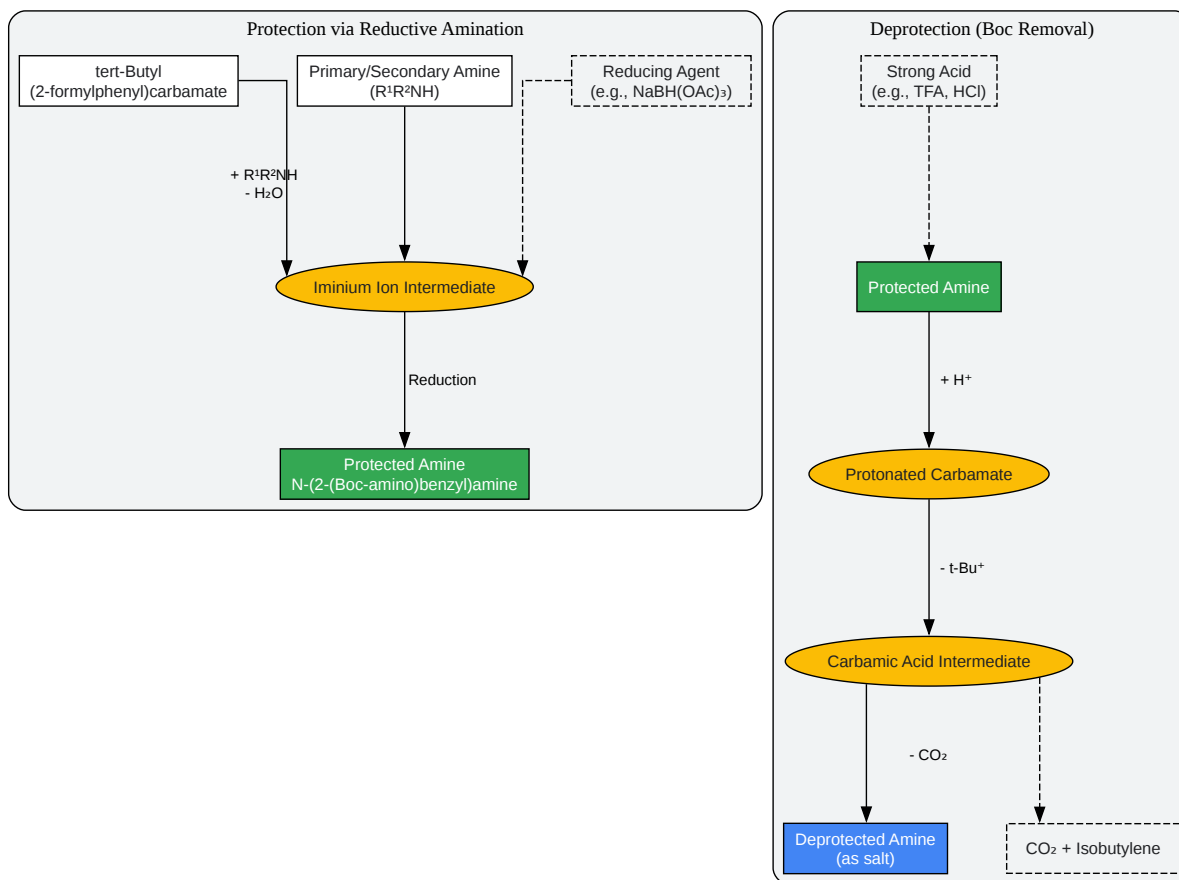 Protection via Reductive Amination
tert-Butyl
(2-formylphenyl)carbamate
Primary/Secondary Amine
(R¹R²NH)
Reducing Agent
(e.g., NaBH(OAc)₃)
+ R¹R²NH
- H₂O
Iminium Ion Intermediate
Reduction
Protected Amine
N-(2-(Boc-amino)benzyl)amine
Deprotection (Boc Removal)
Strong Acid
(e.g., TFA, HCl)
Protected Amine
+ H⁺
Protonated Carbamate
- t-Bu⁺
Carbamic Acid Intermediate
- CO₂
Deprotected Amine
(as salt)
CO₂ + Isobutylene